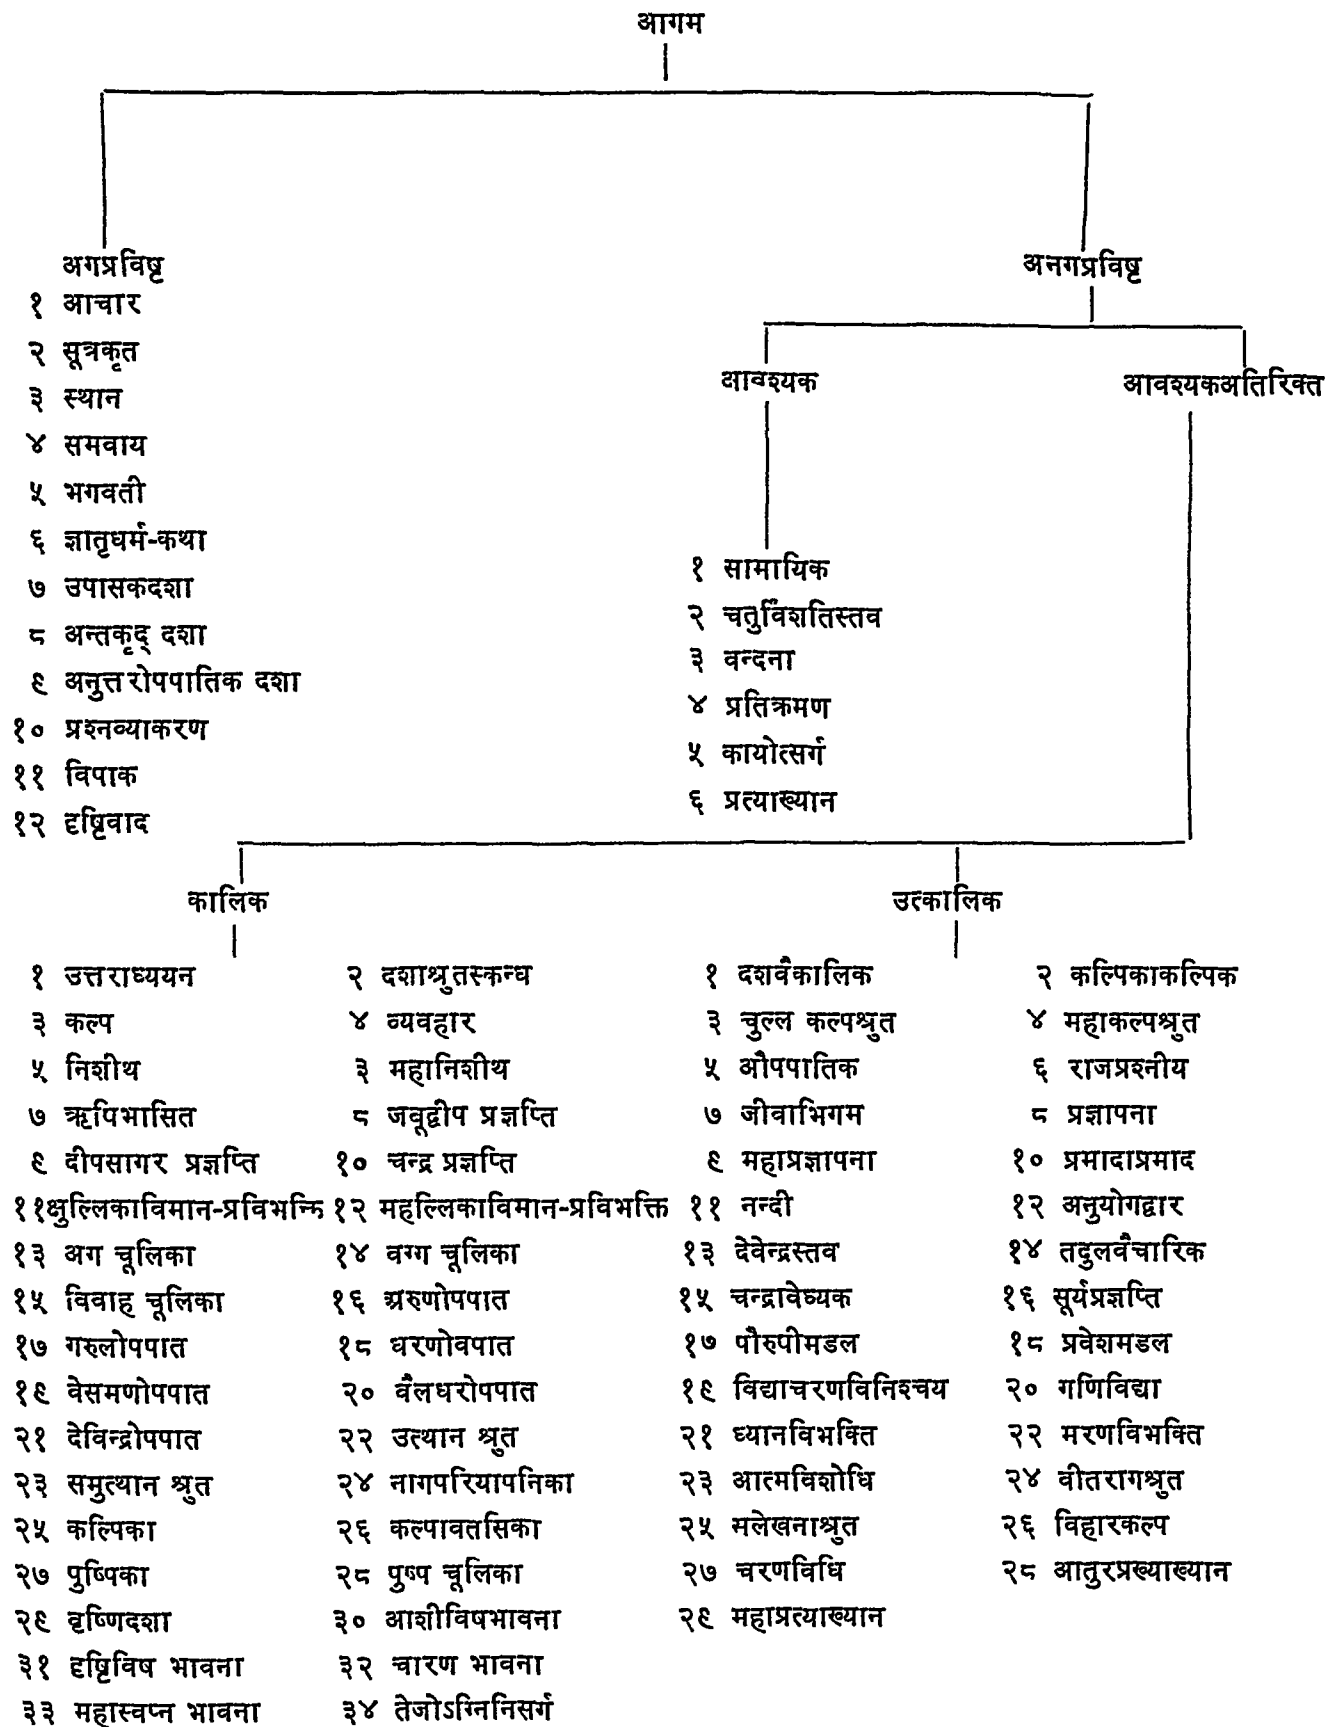 आगम
अगप्रविष्ट
१ आचार
२ सूत्रकृत
३ स्थान
४ समवाय
५ भगवती
६ ज्ञातृधर्म-कथा
७ उपासकदशा
८ अन्तकृद् दशा
९ अनुत्तरोपपातिक दशा
१० प्रश्नव्याकरण
११ विपाक
१२ दृष्टिवाद
अनगप्रविष्ट
आवश्यक
आवश्यकअतिरिक्त
१ सामायिक
२ चतुर्विशतिस्तव
३ वन्दना
४ प्रतिक्रमण
५ कायोत्सर्ग
६ प्रत्याख्यान
कालिक
१ उत्तराध्ययन २ दशाश्रुतस्कन्ध
३ कल्प ४ व्यवहार
५ निशीथ ३ महानिशीथ
७ ऋपिभासित ८ जवूद्वीप प्रज्ञप्ति
९ दीपसागर प्रज्ञप्ति १० चन्द्र प्रज्ञप्ति
११क्षुल्लिकाविमान-प्रविभक्ति १२ महल्लिकाविमान-प्रविभक्ति
१३ अग चूलिका १४ वग्ग चूलिका
१५ विवाह चूलिका १६ अरुणोपपात
१७ गरुलोपपात १८ धरणोवपात
१९ वेसमणोपपात २० वैलधरोपपात
२१ देविन्द्रोपपात २२ उत्थान श्रुत
२३ समुत्थान श्रुत २४ नागपरियापनिका
२५ कल्पिका २६ कल्पावतसिका
२७ पुष्पिका २८ पुष्प चूलिका
२९ वृष्णिदशा ३० आशीविषभावना
३१ दृष्टिविष भावना ३२ चारण भावना
३३ महास्वप्न भावना ३४ तेजोऽग्निनिसर्ग
उत्कालिक
१ दशवैकालिक २ कल्पिकाकल्पिक
३ चुल्ल कल्पश्रुत ४ महाकल्पश्रुत
५ औपपातिक ६ राजप्रश्नीय
७ जीवाभिगम ८ प्रज्ञापना
९ महाप्रज्ञापना १० प्रमादाप्रमाद
११ नन्दी १२ अनुयोगद्वार
१३ देवेन्द्रस्तव १४ तदुलवैचारिक
१५ चन्द्रावेध्यक १६ सूर्यप्रज्ञप्ति
१७ पौरुपीमडल १८ प्रवेशमडल
१९ विद्याचरणविनिश्चय २० गणिविद्या
२१ ध्यानविभक्ति २२ मरणविभक्ति
२३ आत्मविशोधि २४ वीतरागश्रुत
२५ मलेखनाश्रुत २६ विहारकल्प
२७ चरणविधि २८ आतुरप्रख्याख्यान
२९ महाप्रत्याख्यान